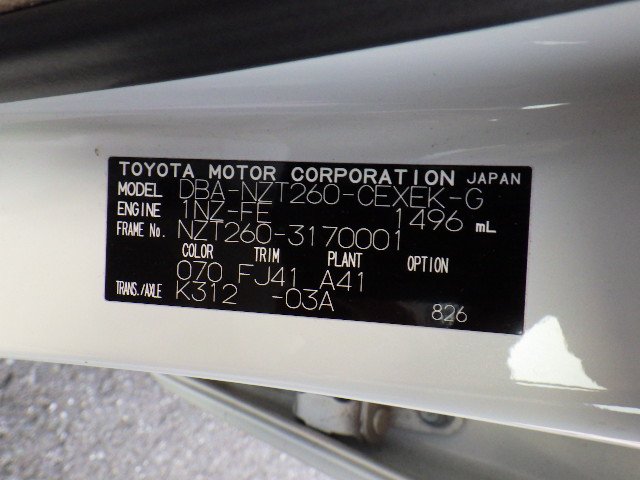 TOYOTA MOTOR CORPORATION JAPAN
MODEL DBA-NZT260-CEXEK-G
ENGINE 1NZ-FE 1496 mL
FRAME No. NZT260-3170001
COLOR TRIM PLANT OPTION
070 FJ41 A41
TRANS./AXLE K312 -03A
826